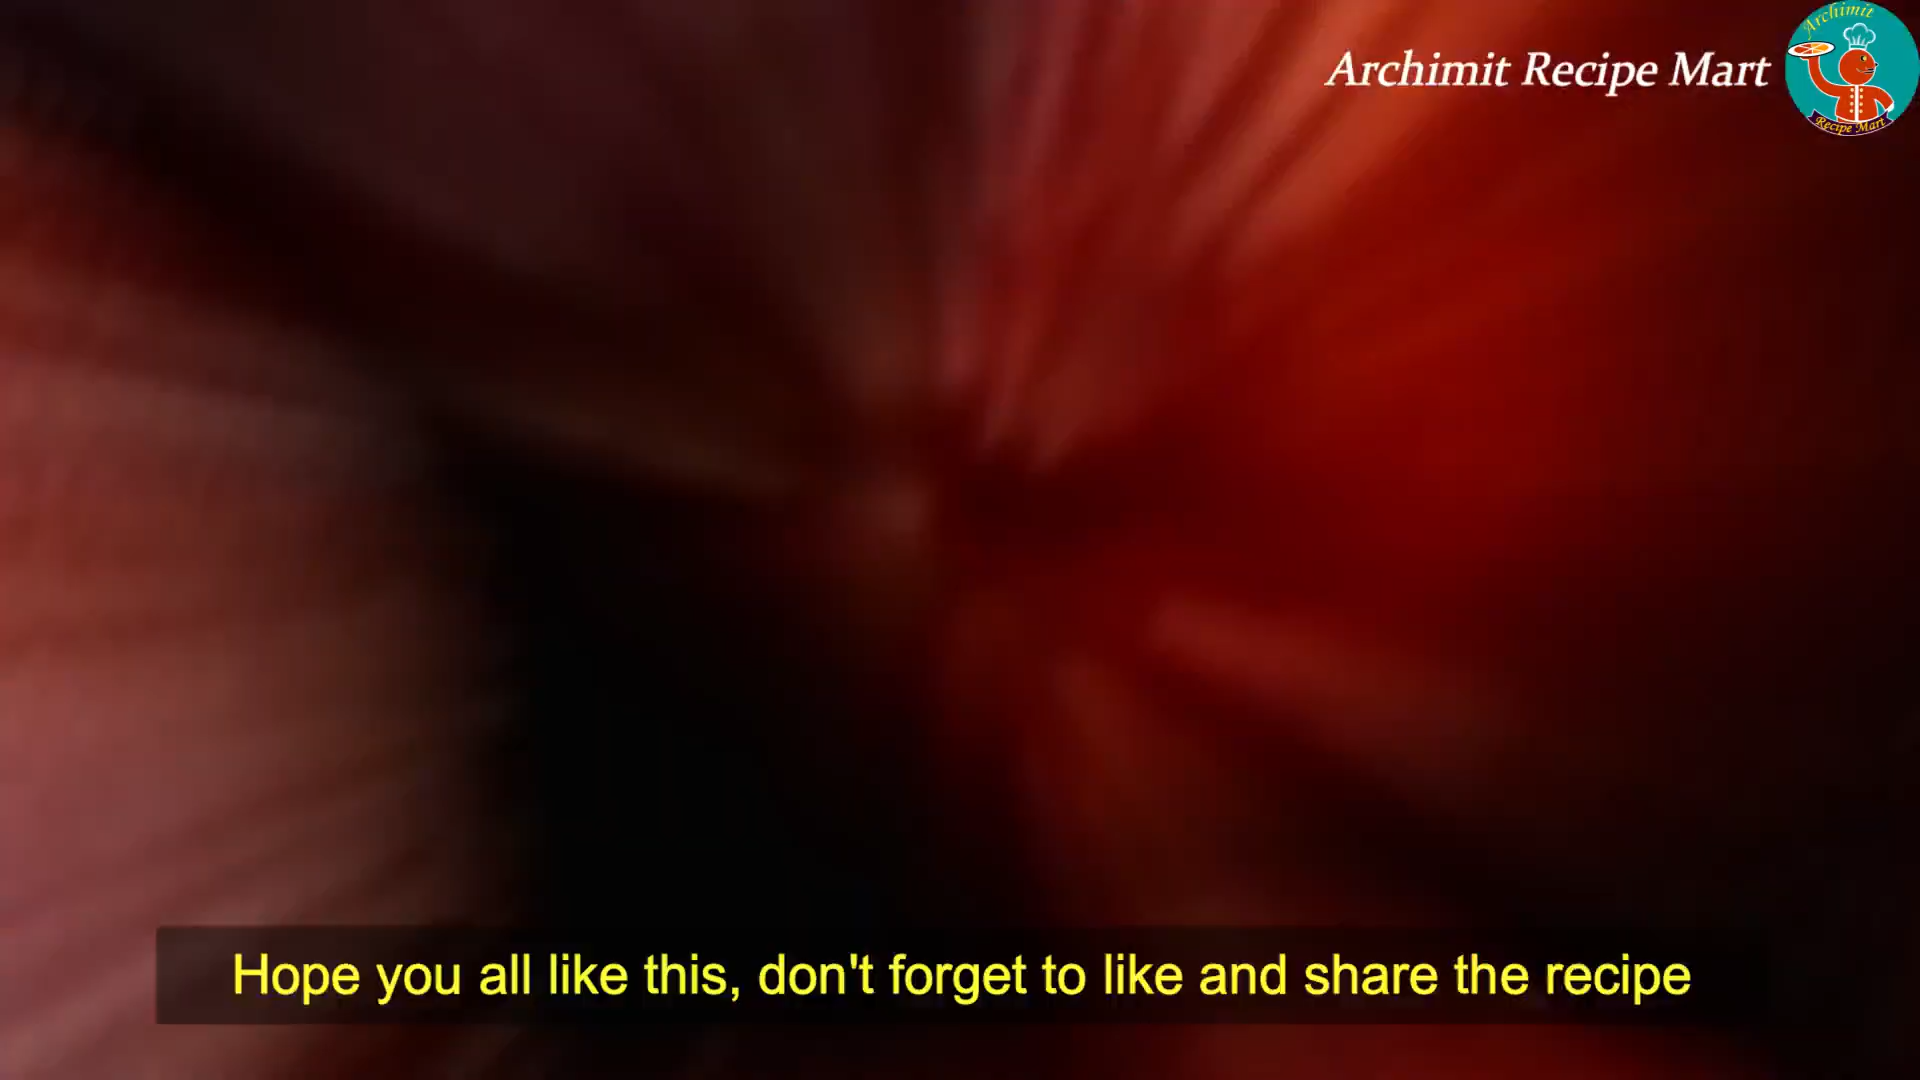 Archimit Recipe Mart
Archimit
Recipe Mart
Hope you all like this, don't forget to like and share the recipe